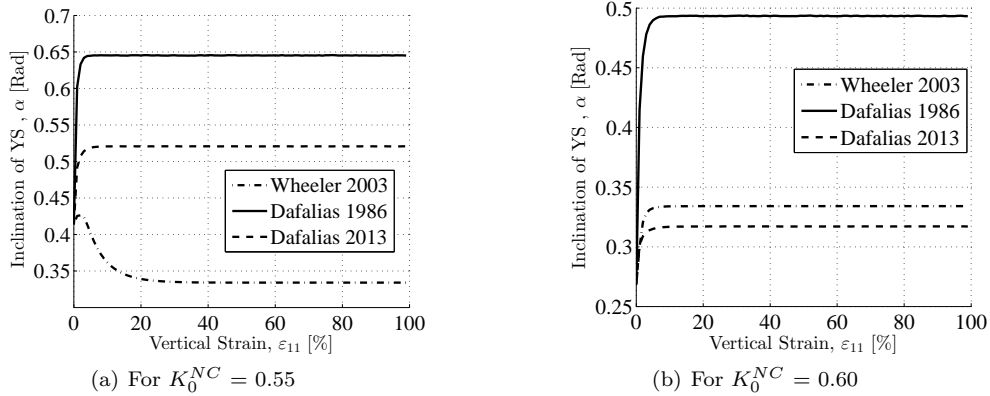 0.7
0.65
0.6
0.55
0.5
0.45
0.4
0.35
Inclination of YS , α [Rad]
Wheeler 2003
Dafalias 1986
Dafalias 2013
0 20 40 60 80 100
Vertical Strain, ε₁₁ [%]
(a) For K₀ᴺᶜ = 0.55
0.5
0.45
0.4
0.35
0.3
0.25
Inclination of YS , α [Rad]
Wheeler 2003
Dafalias 1986
Dafalias 2013
0 20 40 60 80 100
Vertical Strain, ε₁₁ [%]
(b) For K₀ᴺᶜ = 0.60